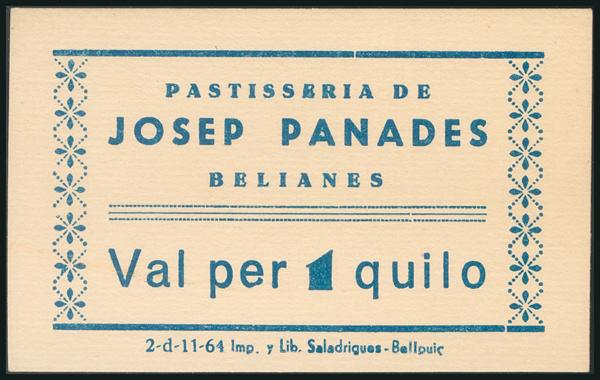 PASTISSERIA DE
JOSEP PANADES
BELIANES
Val per 1 quilo
2-d-11-64 Imp. y Lib. Saladrigues-Bellpuig